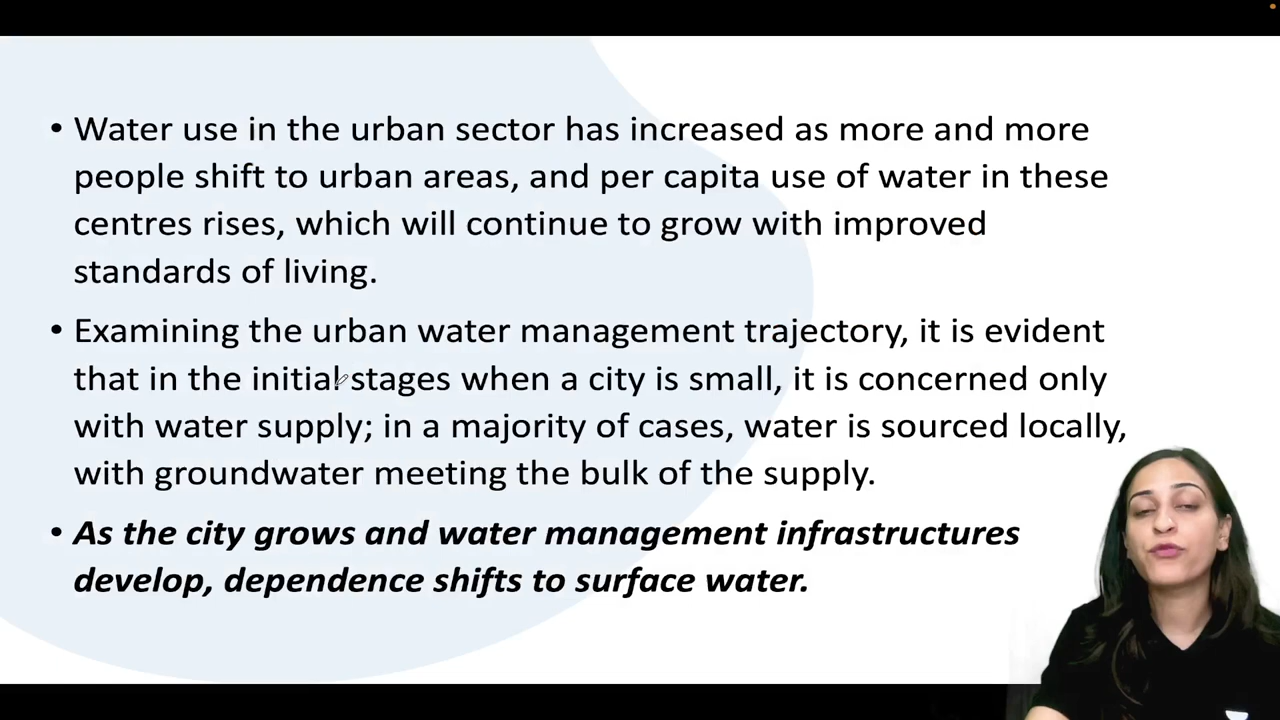 • Water use in the urban sector has increased as more and more
people shift to urban areas, and per capita use of water in these
centres rises, which will continue to grow with improved
standards of living.
• Examining the urban water management trajectory, it is evident
that in the initial stages when a city is small, it is concerned only
with water supply; in a majority of cases, water is sourced locally,
with groundwater meeting the bulk of the supply.
• As the city grows and water management infrastructures
develop, dependence shifts to surface water.